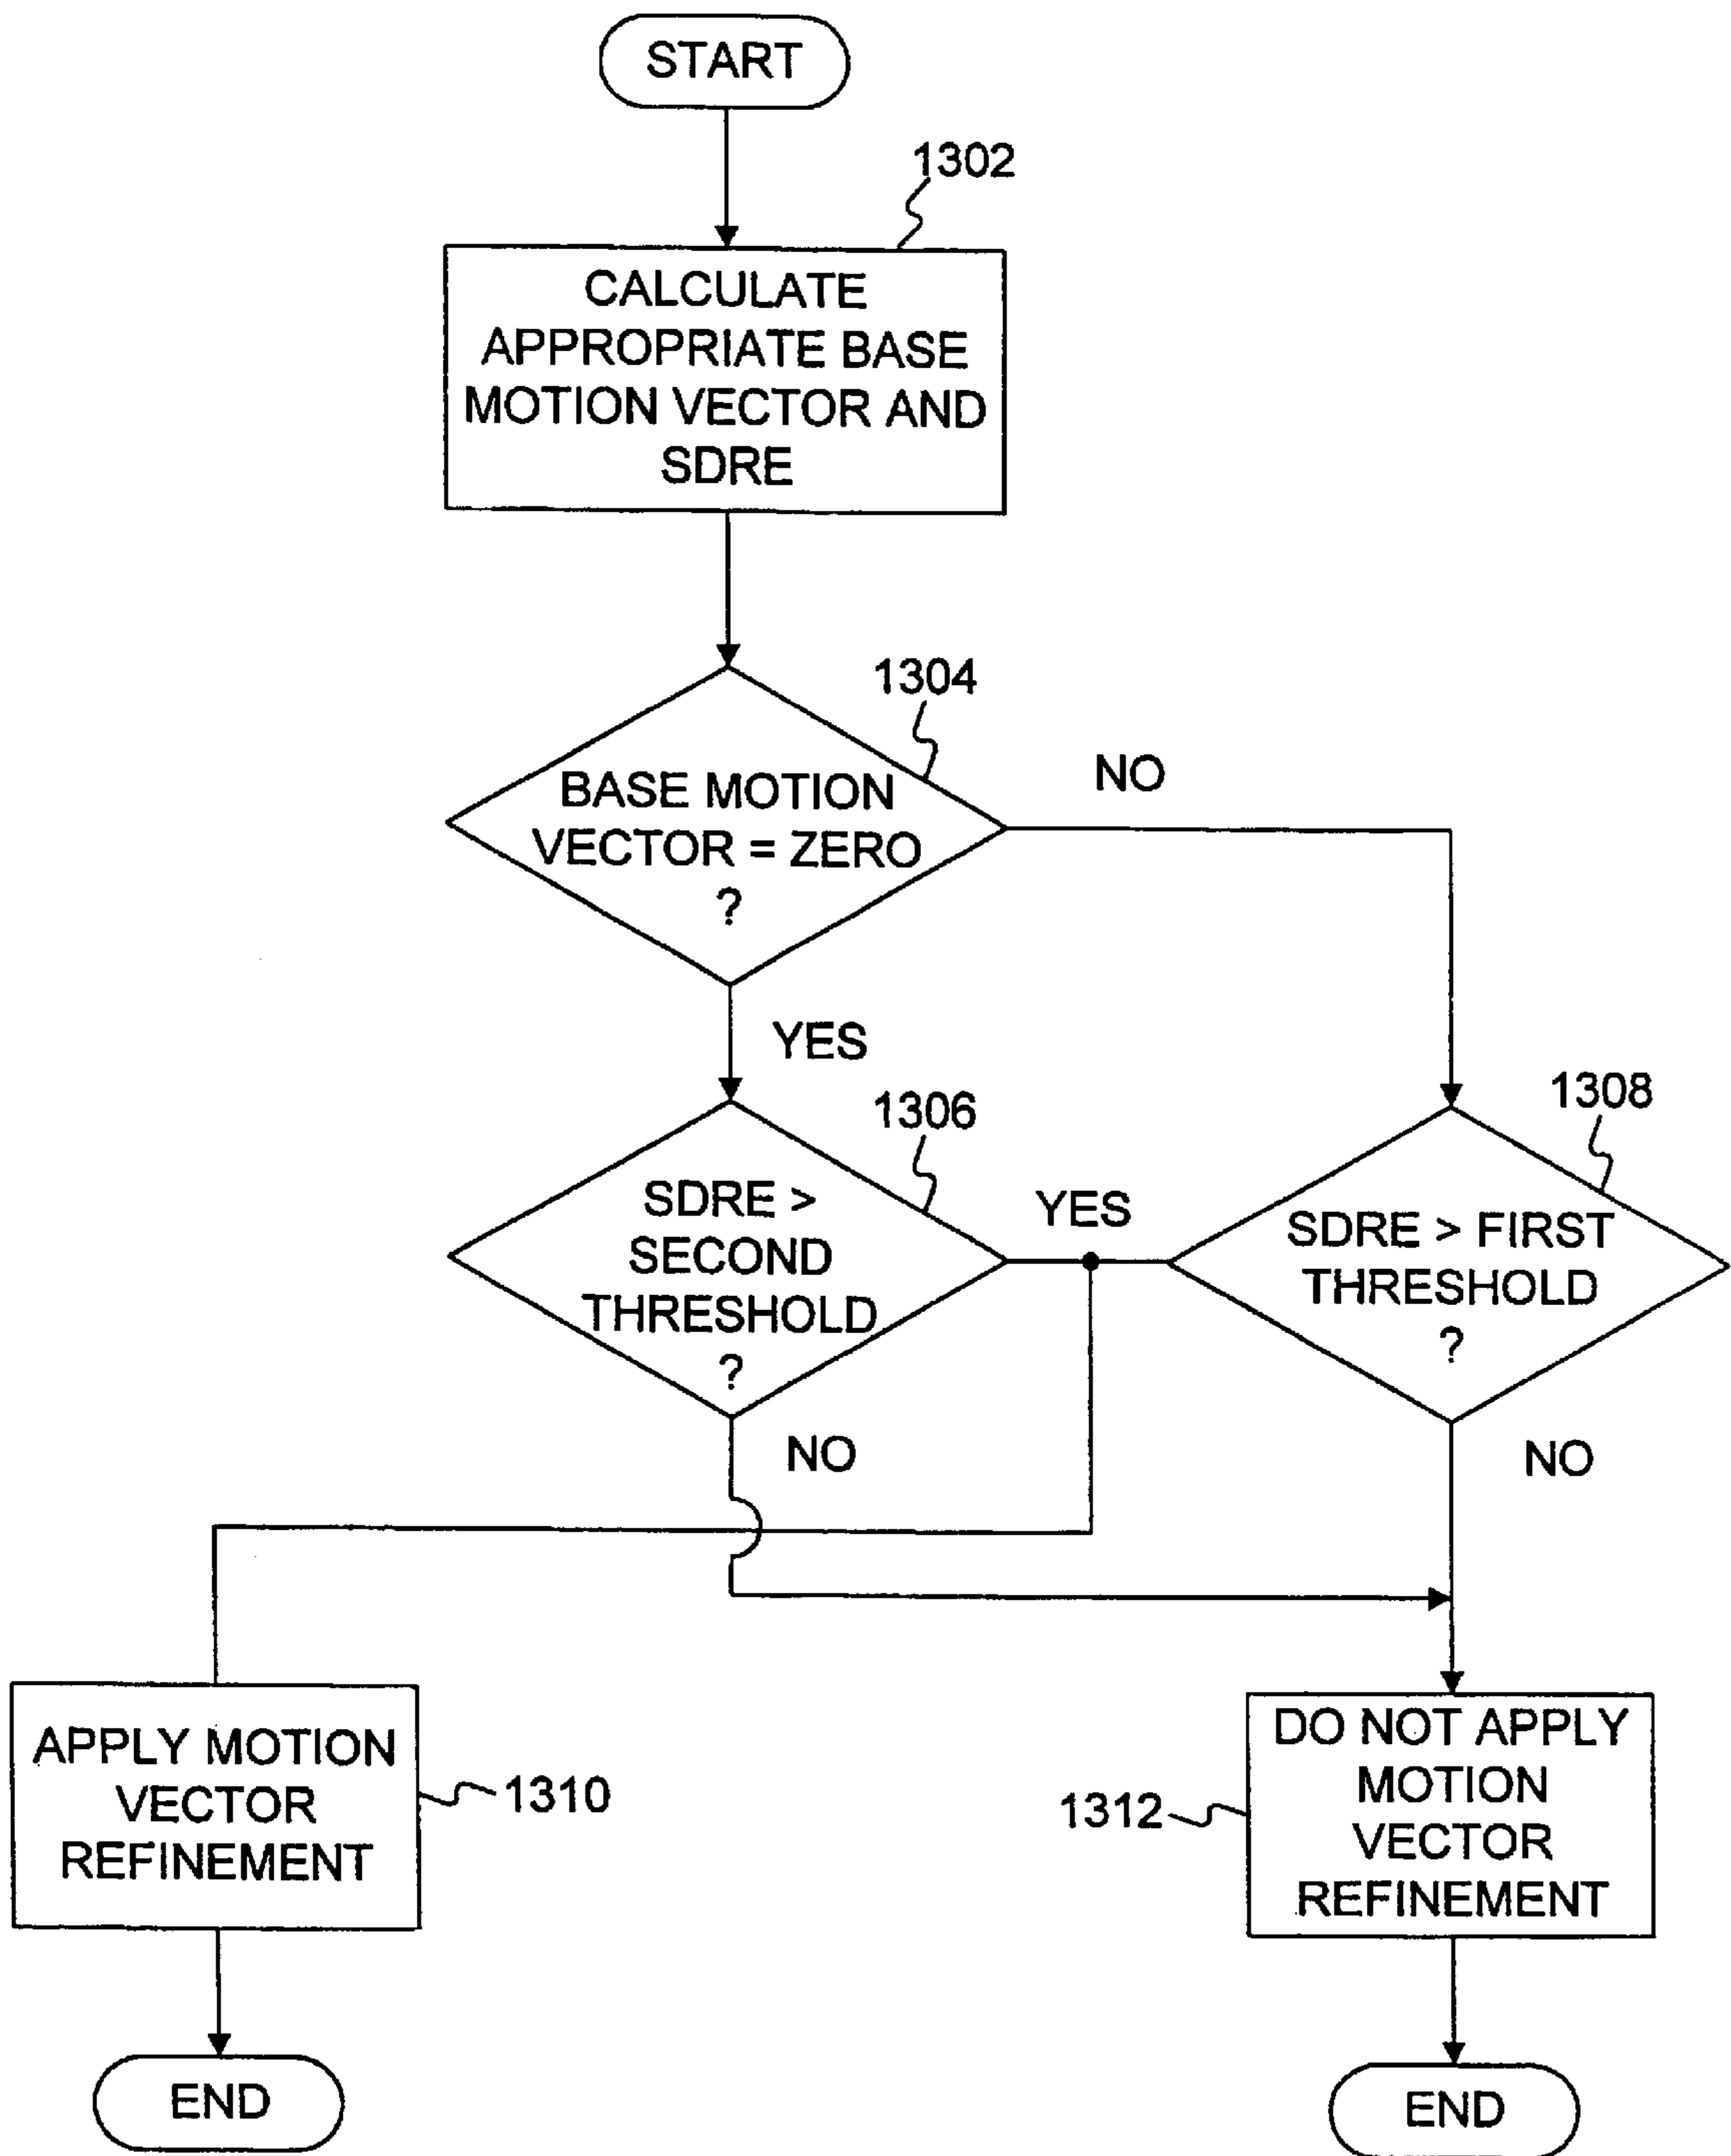 START
1302
CALCULATE
APPROPRIATE BASE
MOTION VECTOR AND
SDRE
1304
BASE MOTION
VECTOR = ZERO
?
NO
YES
1306
SDRE >
SECOND
THRESHOLD
?
YES
1308
SDRE > FIRST
THRESHOLD
?
NO
NO
APPLY MOTION
VECTOR
REFINEMENT
1310
1312
DO NOT APPLY
MOTION
VECTOR
REFINEMENT
END
END